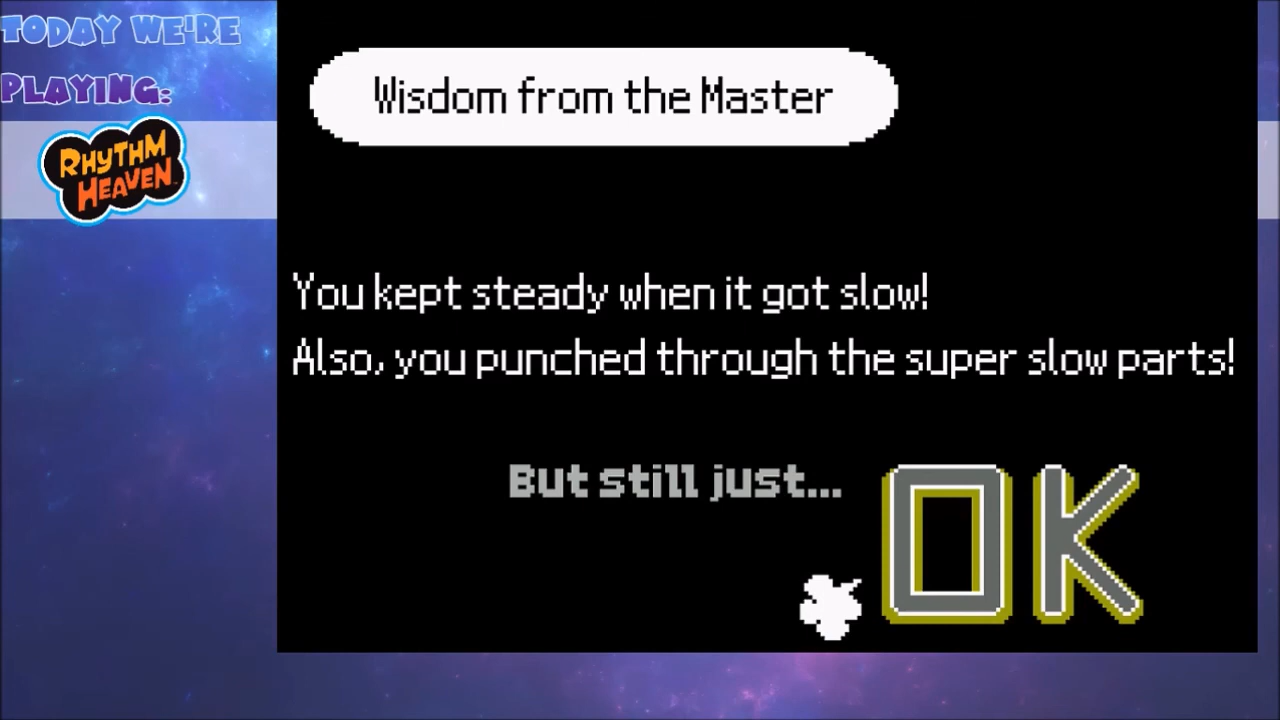 TODAY WE'RE
PLAYING:
RHYTHM
HEAVEN
Wisdom from the Master
You kept steady when it got slow!
Also, you punched through the super slow parts!
But still just...
OK